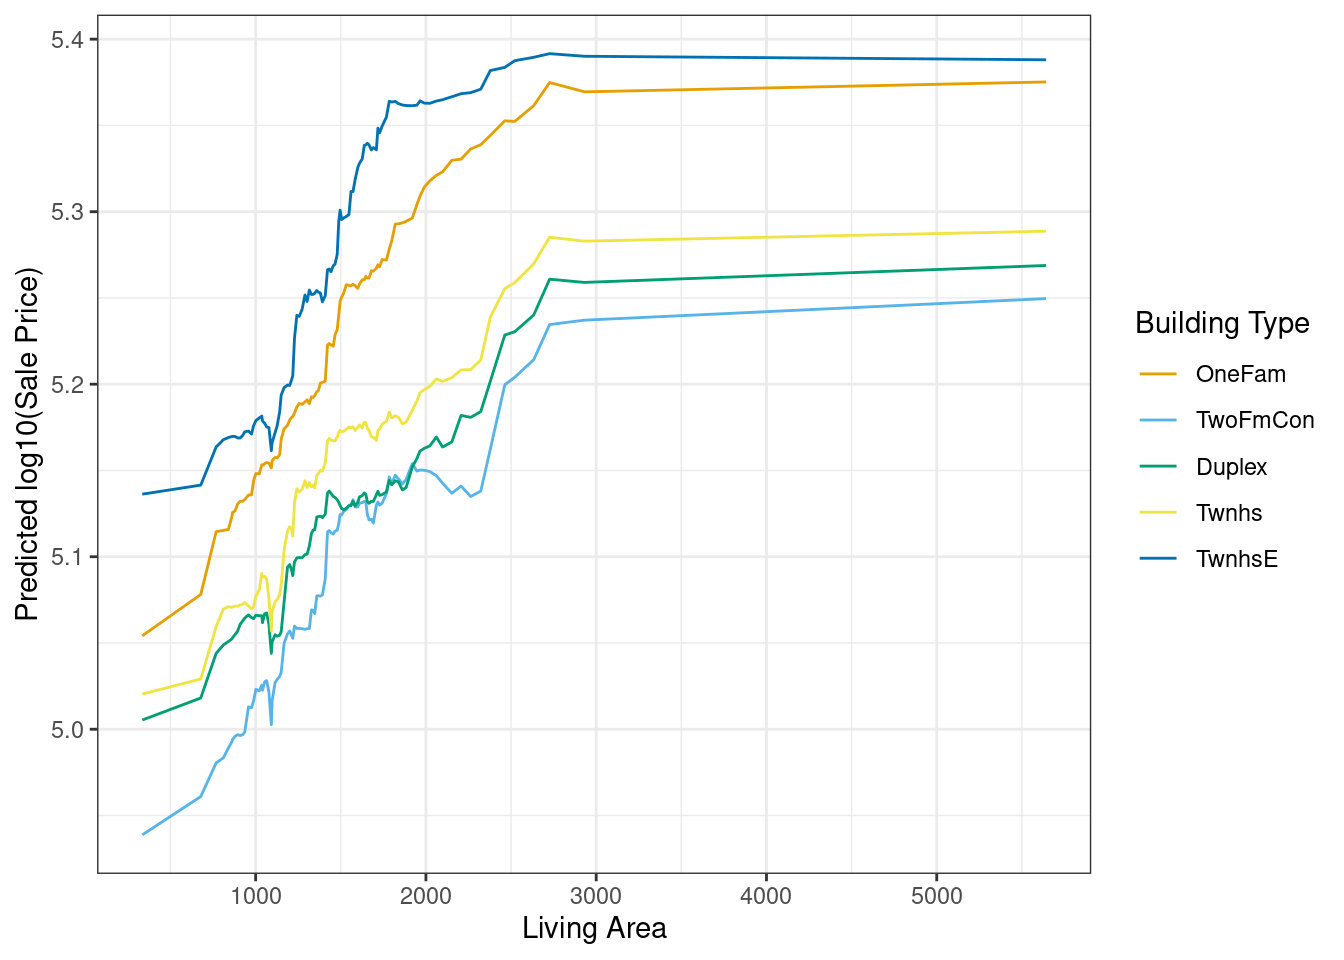 5.4
5.3
5.2
5.1
5.0
Predicted log10(Sale Price)
1000 2000 3000 4000 5000
Living Area
Building Type
OneFam
TwoFmCon
Duplex
Twnhs
TwnhsE